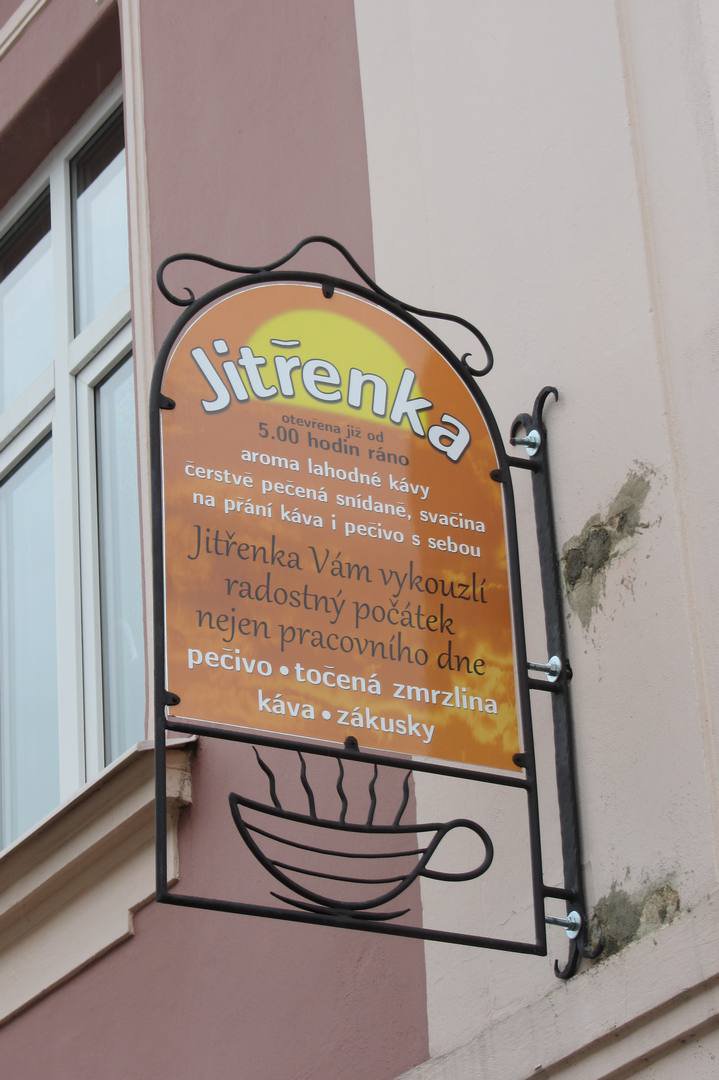 Jitřenka
otevřena již od
5.00 hodin ráno
aroma lahodné kávy
čerstvě pečená snídaně, svačina
na přání káva i pečivo s sebou
Jitřenka Vám vykouzlí
radostný počátek
nejen pracovního dne
pečivo • točená zmrzlina
káva • zákusky